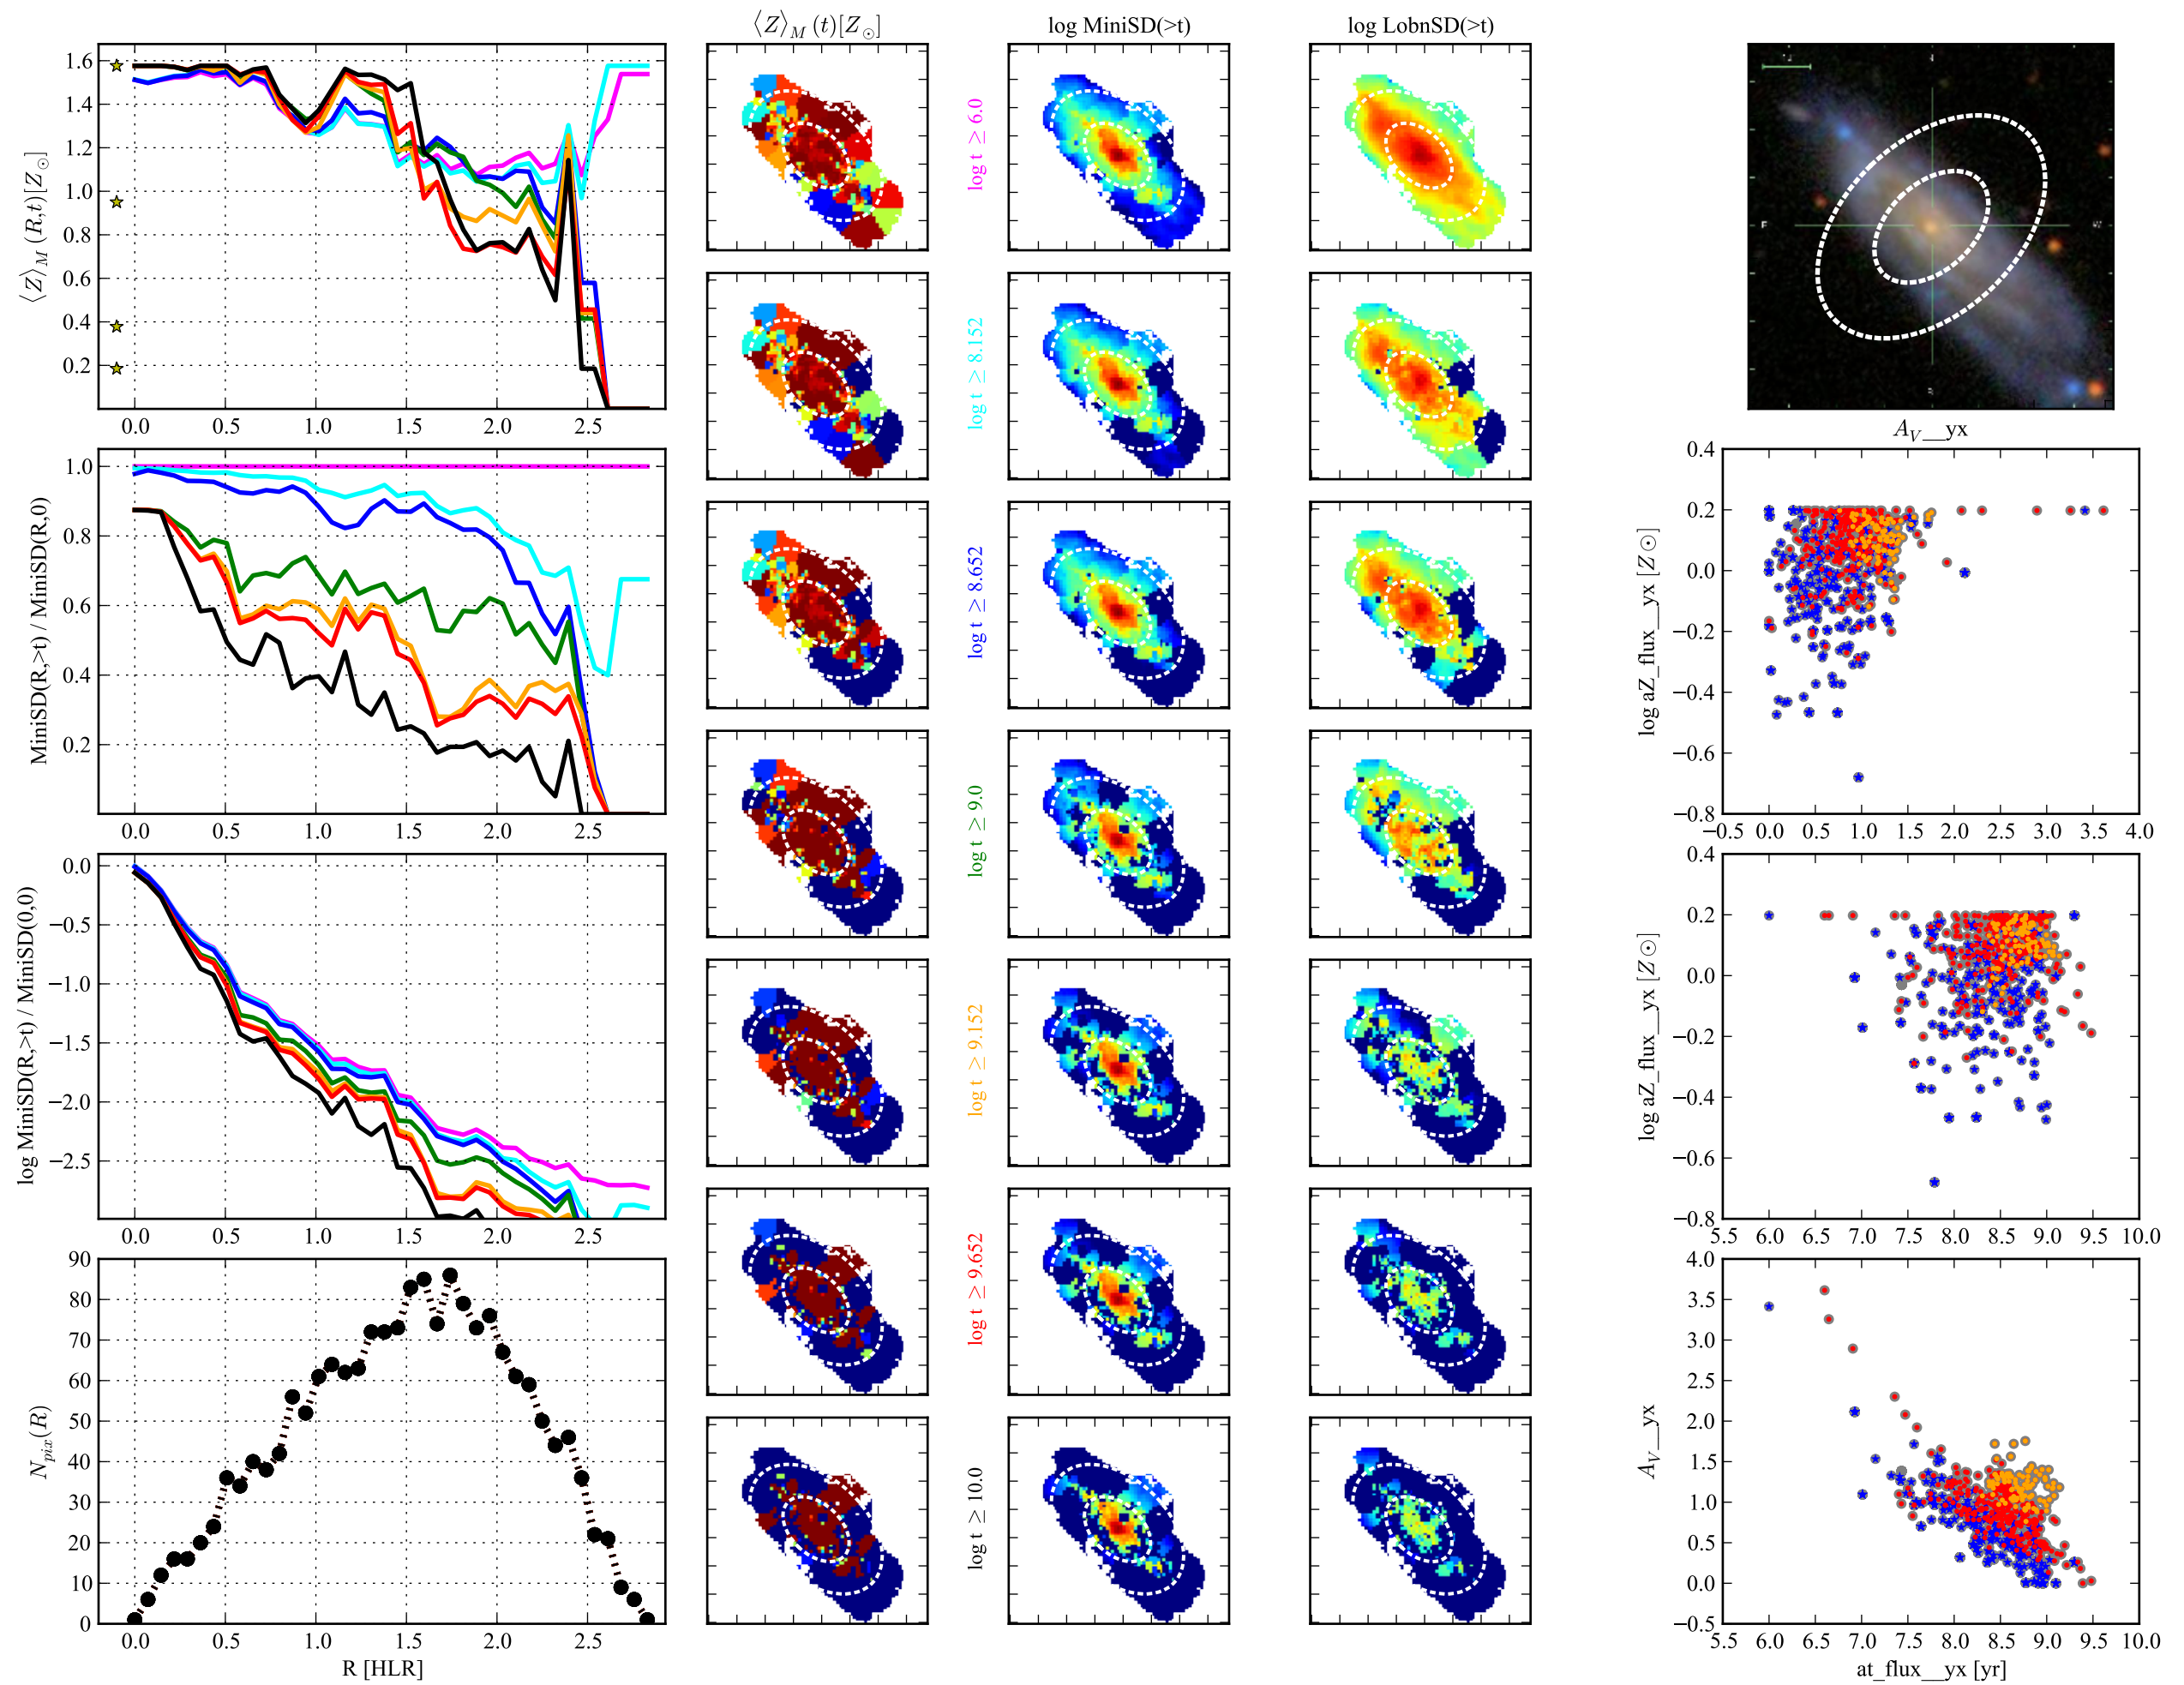 ⟨Z⟩_M (t)[Z_⊙]
log MiniSD(>t)
log LobnSD(>t)
⟨Z⟩_M (R,t)[Z_⊙]
1.6
1.4
1.2
1.0
0.8
0.6
0.4
0.2
0.0 0.5 1.0 1.5 2.0 2.5
MiniSD(R,>t) / MiniSD(R,0)
1.0
0.8
0.6
0.4
0.2
0.0 0.5 1.0 1.5 2.0 2.5
log MiniSD(R,>t) / MiniSD(0,0)
0.0
−0.5
−1.0
−1.5
−2.0
−2.5
0.0 0.5 1.0 1.5 2.0 2.5
N_pix(R)
90
80
70
60
50
40
30
20
10
0
0.0 0.5 1.0 1.5 2.0 2.5
R [HLR]
log t ≥ 6.0
log t ≥ 8.152
log t ≥ 8.652
log t ≥ 9.0
log t ≥ 9.152
log t ≥ 9.652
log t ≥ 10.0
A_V__yx
log aZ_flux__yx [Z⊙]
0.4
0.2
0.0
−0.2
−0.4
−0.6
−0.8
−0.5 0.0 0.5 1.0 1.5 2.0 2.5 3.0 3.5 4.0
log aZ_flux__yx [Z⊙]
0.4
0.2
0.0
−0.2
−0.4
−0.6
−0.8
5.5 6.0 6.5 7.0 7.5 8.0 8.5 9.0 9.5 10.0
A_V__yx
4.0
3.5
3.0
2.5
2.0
1.5
1.0
0.5
0.0
−0.5
5.5 6.0 6.5 7.0 7.5 8.0 8.5 9.0 9.5 10.0
at_flux__yx [yr]